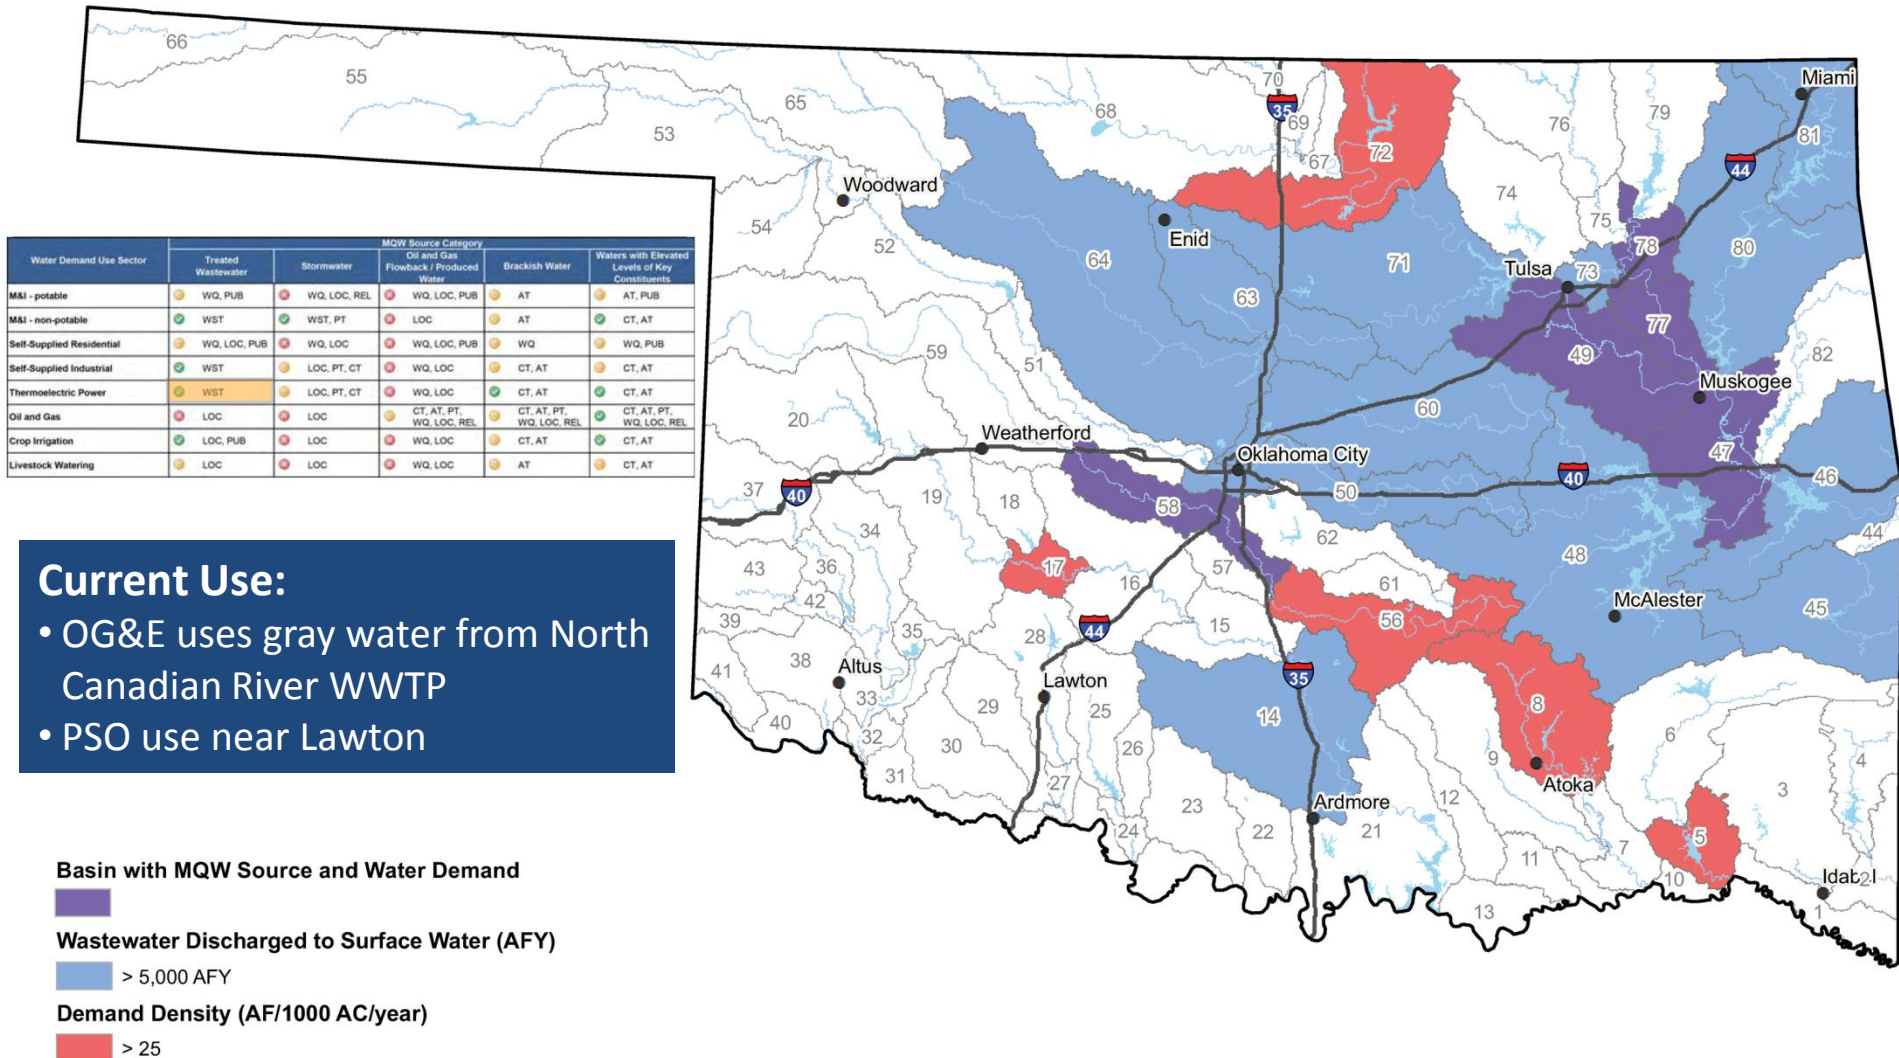 Water Demand Use Sector
MQW Source Category
Treated Wastewater
Stormwater
Oil and Gas Flowback / Produced Water
Brackish Water
Waters with Elevated Levels of Key Constituents
M&I - potable WQ, PUB WQ, LOC, REL WQ, LOC, PUB AT AT, PUB
M&I - non-potable WST WST, PT LOC AT CT, AT
Self-Supplied Residential WQ, LOC, PUB WQ, LOC WQ, LOC, PUB WQ WQ, PUB
Self-Supplied Industrial WST LOC, PT, CT WQ, LOC CT, AT CT, AT
Thermoelectric Power WST LOC, PT, CT WQ, LOC CT, AT CT, AT
Oil and Gas LOC LOC CT, AT, PT, WQ, LOC, REL CT, AT, PT, WQ, LOC, REL CT, AT, PT, WQ, LOC, REL
Crop Irrigation LOC, PUB LOC WQ, LOC CT, AT CT, AT
Livestock Watering LOC LOC WQ, LOC AT CT, AT
Current Use:
• OG&E uses gray water from North
Canadian River WWTP
• PSO use near Lawton
Basin with MQW Source and Water Demand
Wastewater Discharged to Surface Water (AFY)
> 5,000 AFY
Demand Density (AF/1000 AC/year)
> 25
66
55
65
53
68
70
35
69
67
72
76
79
Miami
81
44
74
75
78
80
Woodward
54
52
Enid
64
63
71
Tulsa
73
77
49
82
Muskogee
59
51
60
20
Weatherford
Oklahoma City
47
46
40
50
40
37
19
18
58
62
44
34
48
43
36
17
16
57
61
42
McAlester
45
39
35
28
44
15
56
41
38
Altus
33
Lawton
35
29
25
14
8
6
40
32
30
26
9
4
31
27
Atoka
3
23
Ardmore
12
24
22
21
5
11
7
10
Idabel
2
13
1